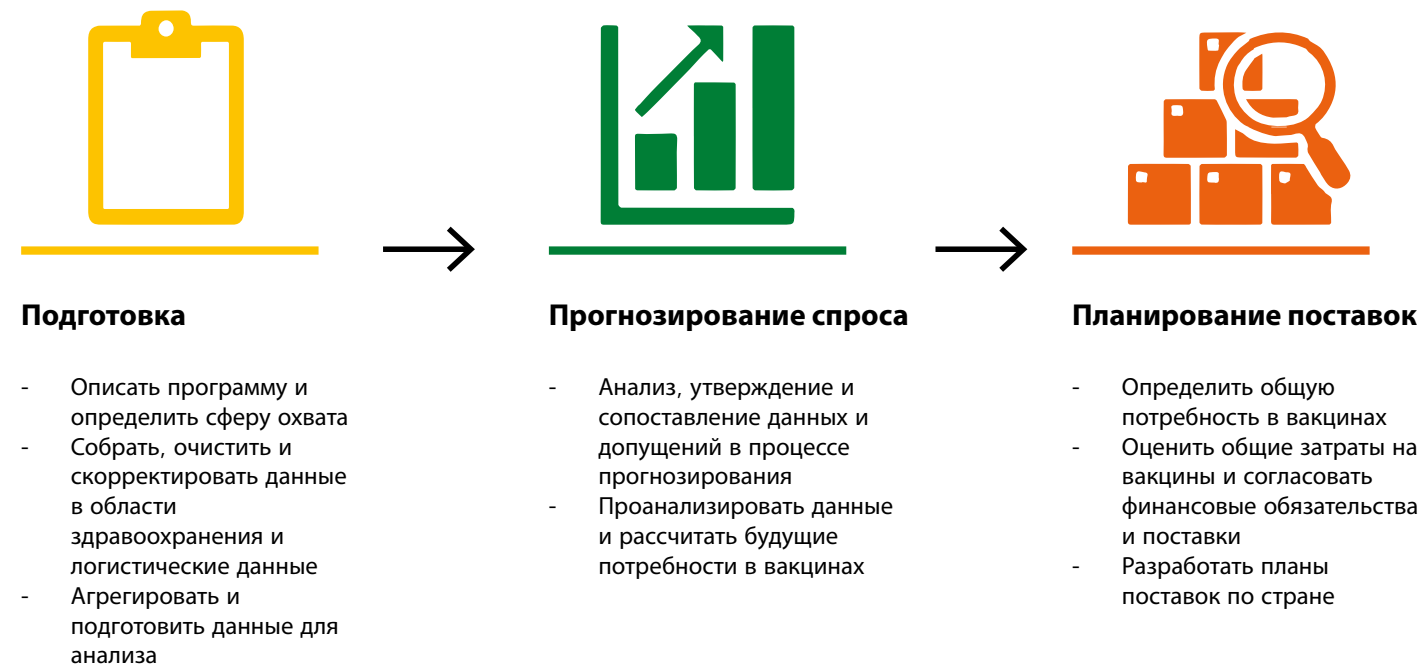 Подготовка
- Описать программу и
определить сферу охвата
- Собрать, очистить и
скорректировать данные
в области
здравоохранения и
логистические данные
- Агрегировать и
подготовить данные для
анализа
Прогнозирование спроса
- Анализ, утверждение и
сопоставление данных и
допущений в процессе
прогнозирования
- Проанализировать данные
и рассчитать будущие
потребности в вакцинах
Планирование поставок
- Определить общую
потребность в вакцинах
- Оценить общие затраты на
вакцины и согласовать
финансовые обязательства
и поставки
- Разработать планы
поставок по стране